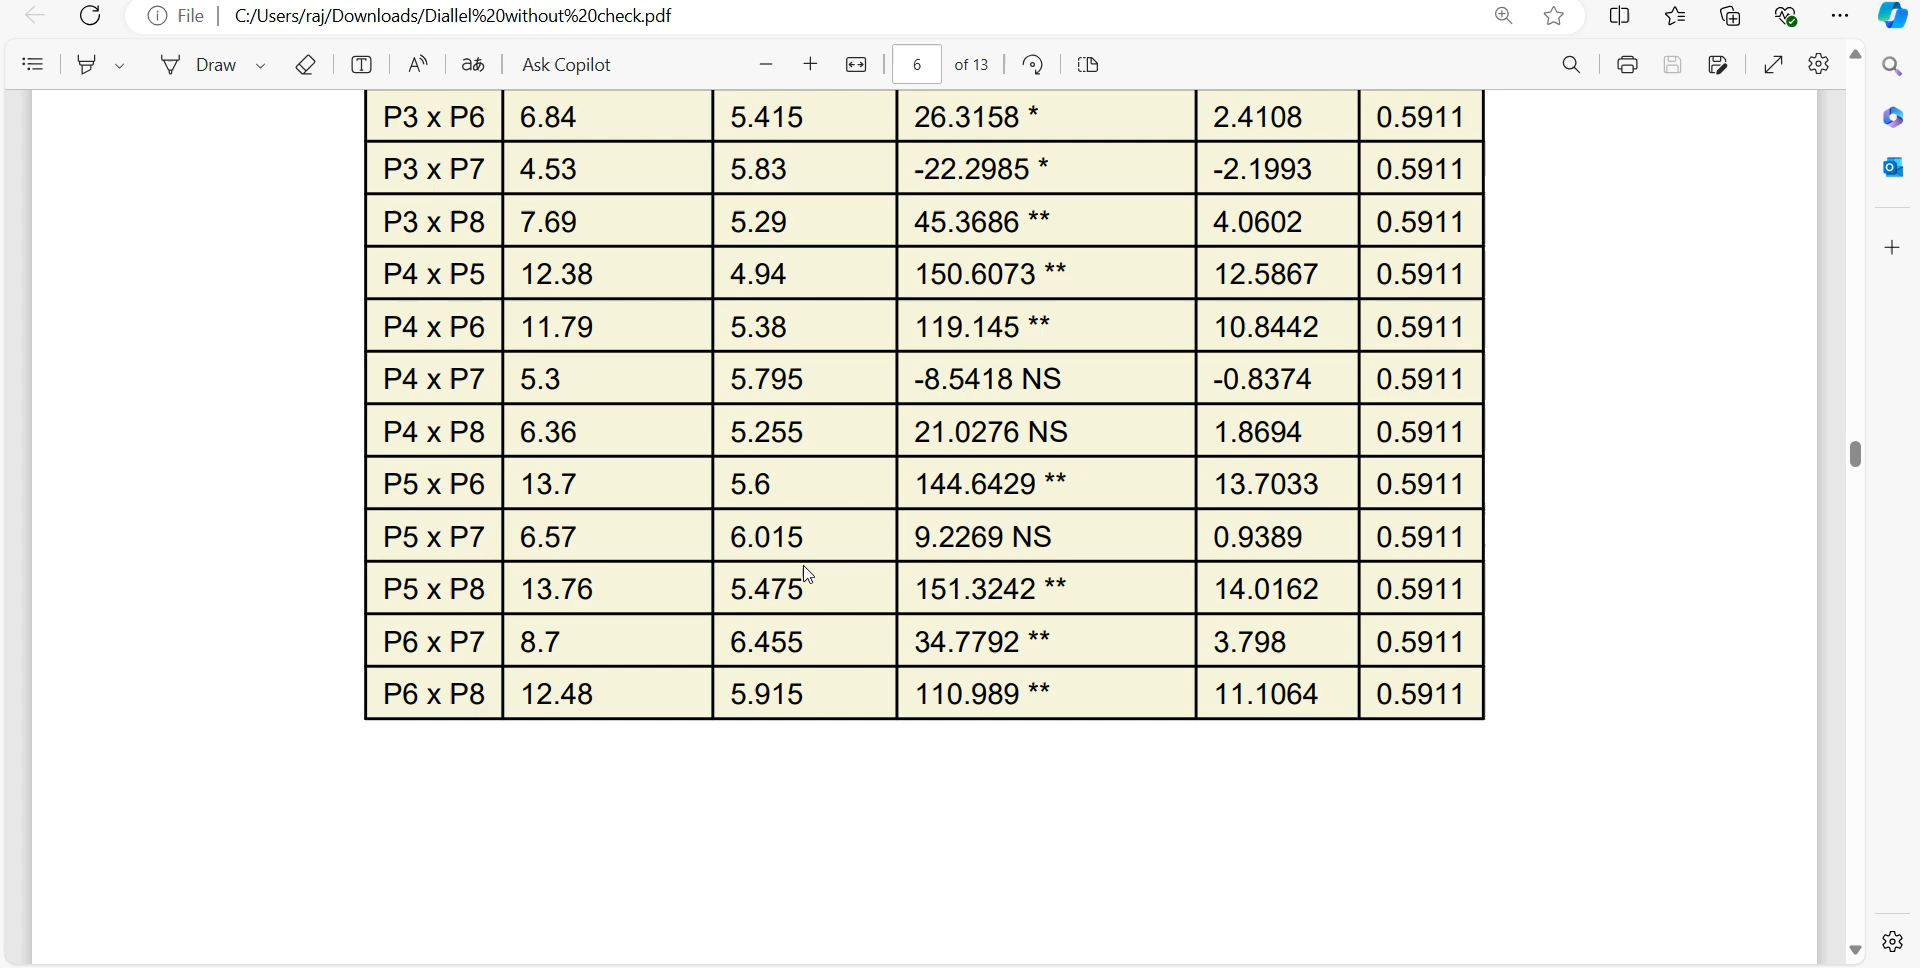 File C:/Users/raj/Downloads/Diallel%20without%20check.pdf
Draw T A あ aあ Ask Copilot 6 of 13
P3 x P6 6.84 5.415 26.3158 * 2.4108 0.5911
P3 x P7 4.53 5.83 -22.2985 * -2.1993 0.5911
P3 x P8 7.69 5.29 45.3686 ** 4.0602 0.5911
P4 x P5 12.38 4.94 150.6073 ** 12.5867 0.5911
P4 x P6 11.79 5.38 119.145 ** 10.8442 0.5911
P4 x P7 5.3 5.795 -8.5418 NS -0.8374 0.5911
P4 x P8 6.36 5.255 21.0276 NS 1.8694 0.5911
P5 x P6 13.7 5.6 144.6429 ** 13.7033 0.5911
P5 x P7 6.57 6.015 9.2269 NS 0.9389 0.5911
P5 x P8 13.76 5.475 151.3242 ** 14.0162 0.5911
P6 x P7 8.7 6.455 34.7792 ** 3.798 0.5911
P6 x P8 12.48 5.915 110.989 ** 11.1064 0.5911